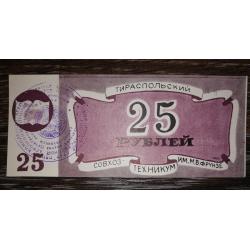 ТИРАСПОЛЬСКИЙ
25
РУБЛЕЙ
СОВХОЗ-
ТЕХНИКУМ
ИМ. М.В.ФРУНЗЕ
25